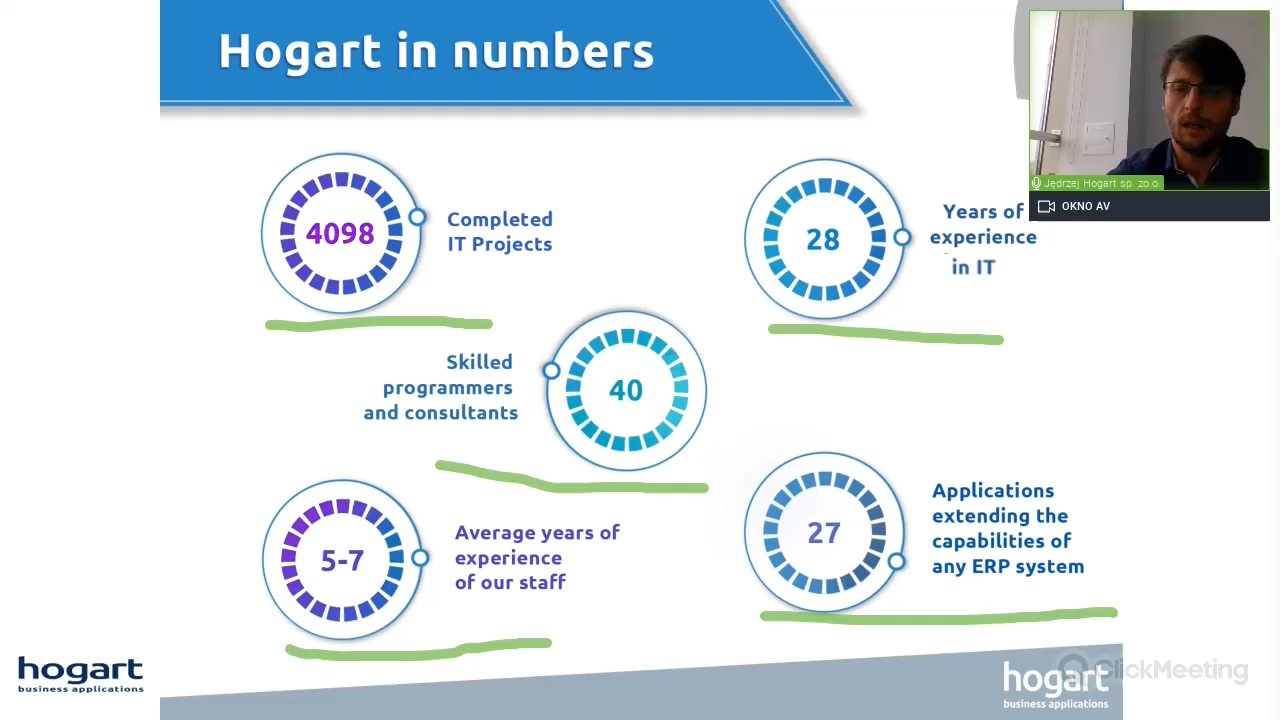 Hogart in numbers
Jędrzej Hogart sp. zo.o.
OKNO AV
4098
Completed
IT Projects
28
Years of
experience
in IT
Skilled
programmers
and consultants
40
5-7
Average years of
experience
of our staff
27
Applications
extending the
capabilities of
any ERP system
hogart
business applications
hogart
business applications
ClickMeeting